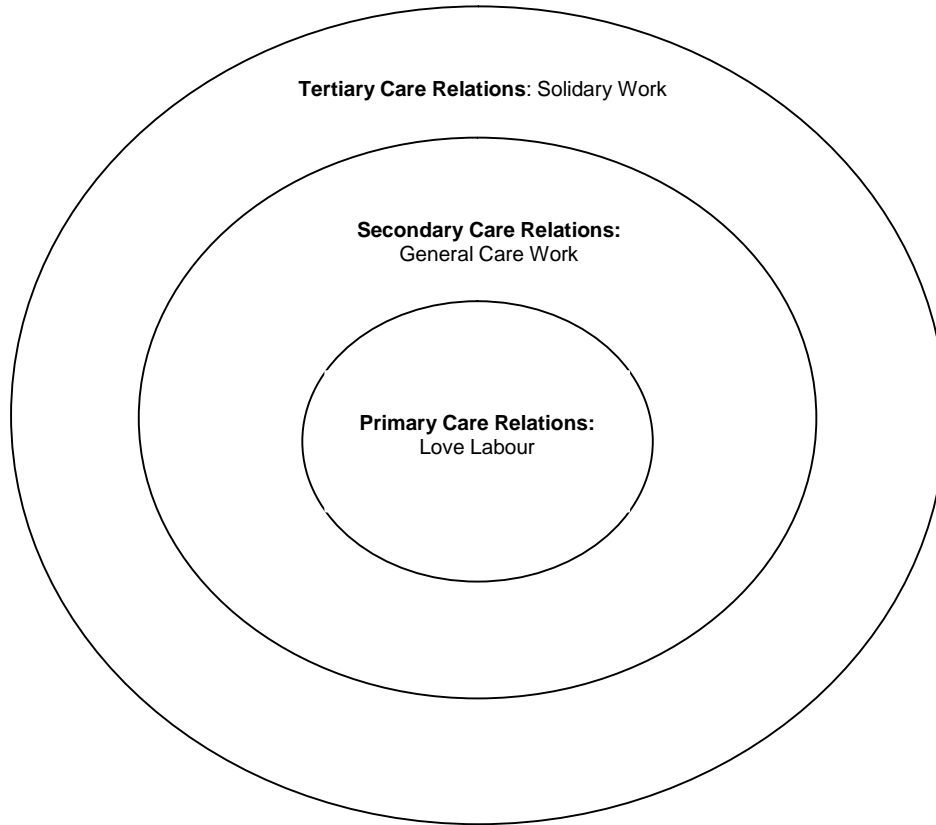 Tertiary Care Relations: Solidary Work
Secondary Care Relations:
General Care Work
Primary Care Relations:
Love Labour